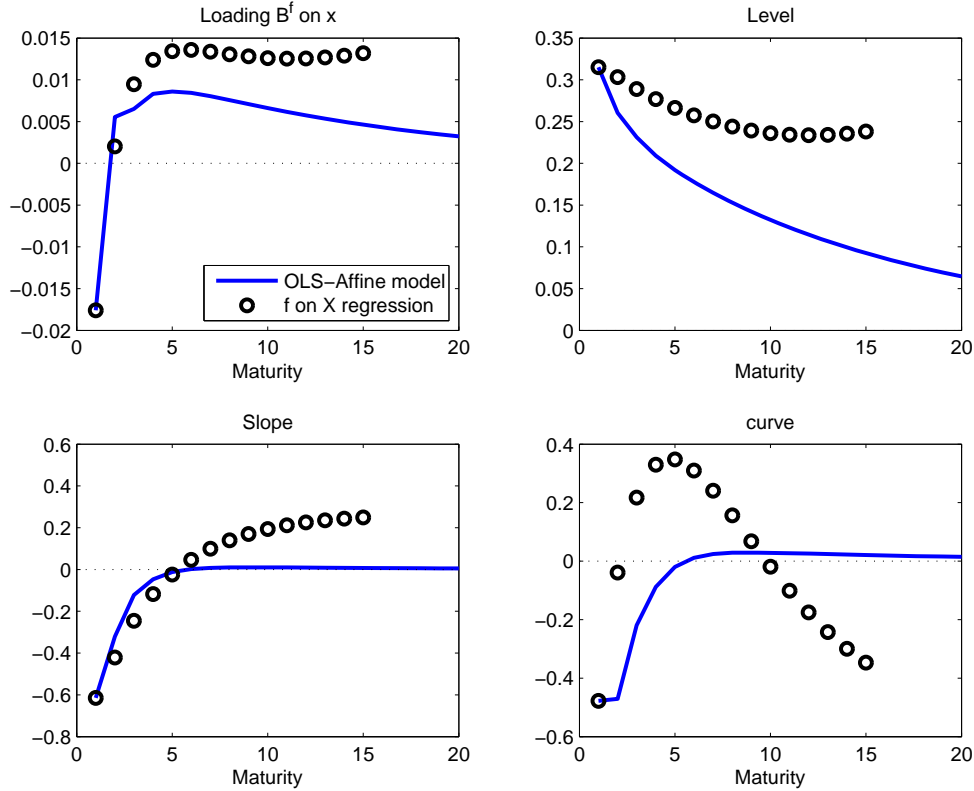 Loading B^f on x
0.015
0.01
0.005
0
−0.005
−0.01
−0.015
−0.02
OLS−Affine model
f on X regression
0 5 10 15 20
Maturity
Level
0.35
0.3
0.25
0.2
0.15
0.1
0.05
0
0 5 10 15 20
Maturity
Slope
0.6
0.4
0.2
0
−0.2
−0.4
−0.6
−0.8
0 5 10 15 20
Maturity
curve
0.4
0.2
0
−0.2
−0.4
−0.6
0 5 10 15 20
Maturity